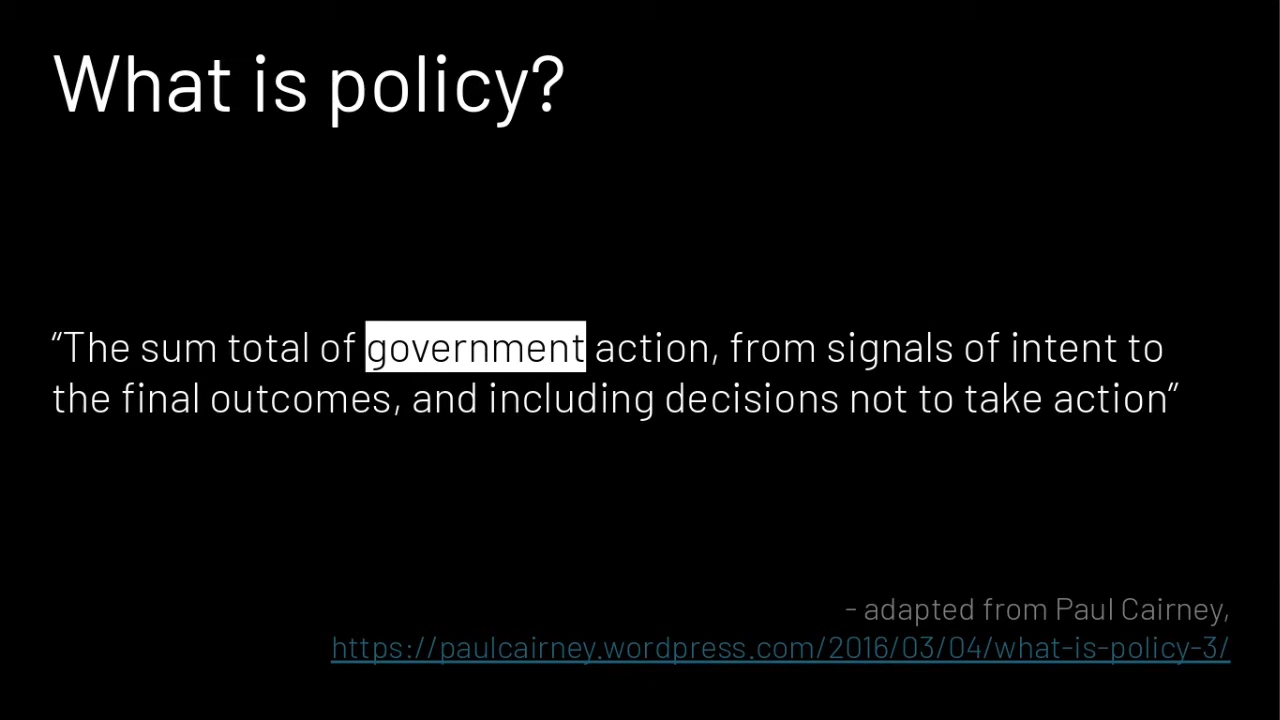 What is policy?
“The sum total of government action, from signals of intent to
the final outcomes, and including decisions not to take action”
- adapted from Paul Cairney,
https://paulcairney.wordpress.com/2016/03/04/what-is-policy-3/